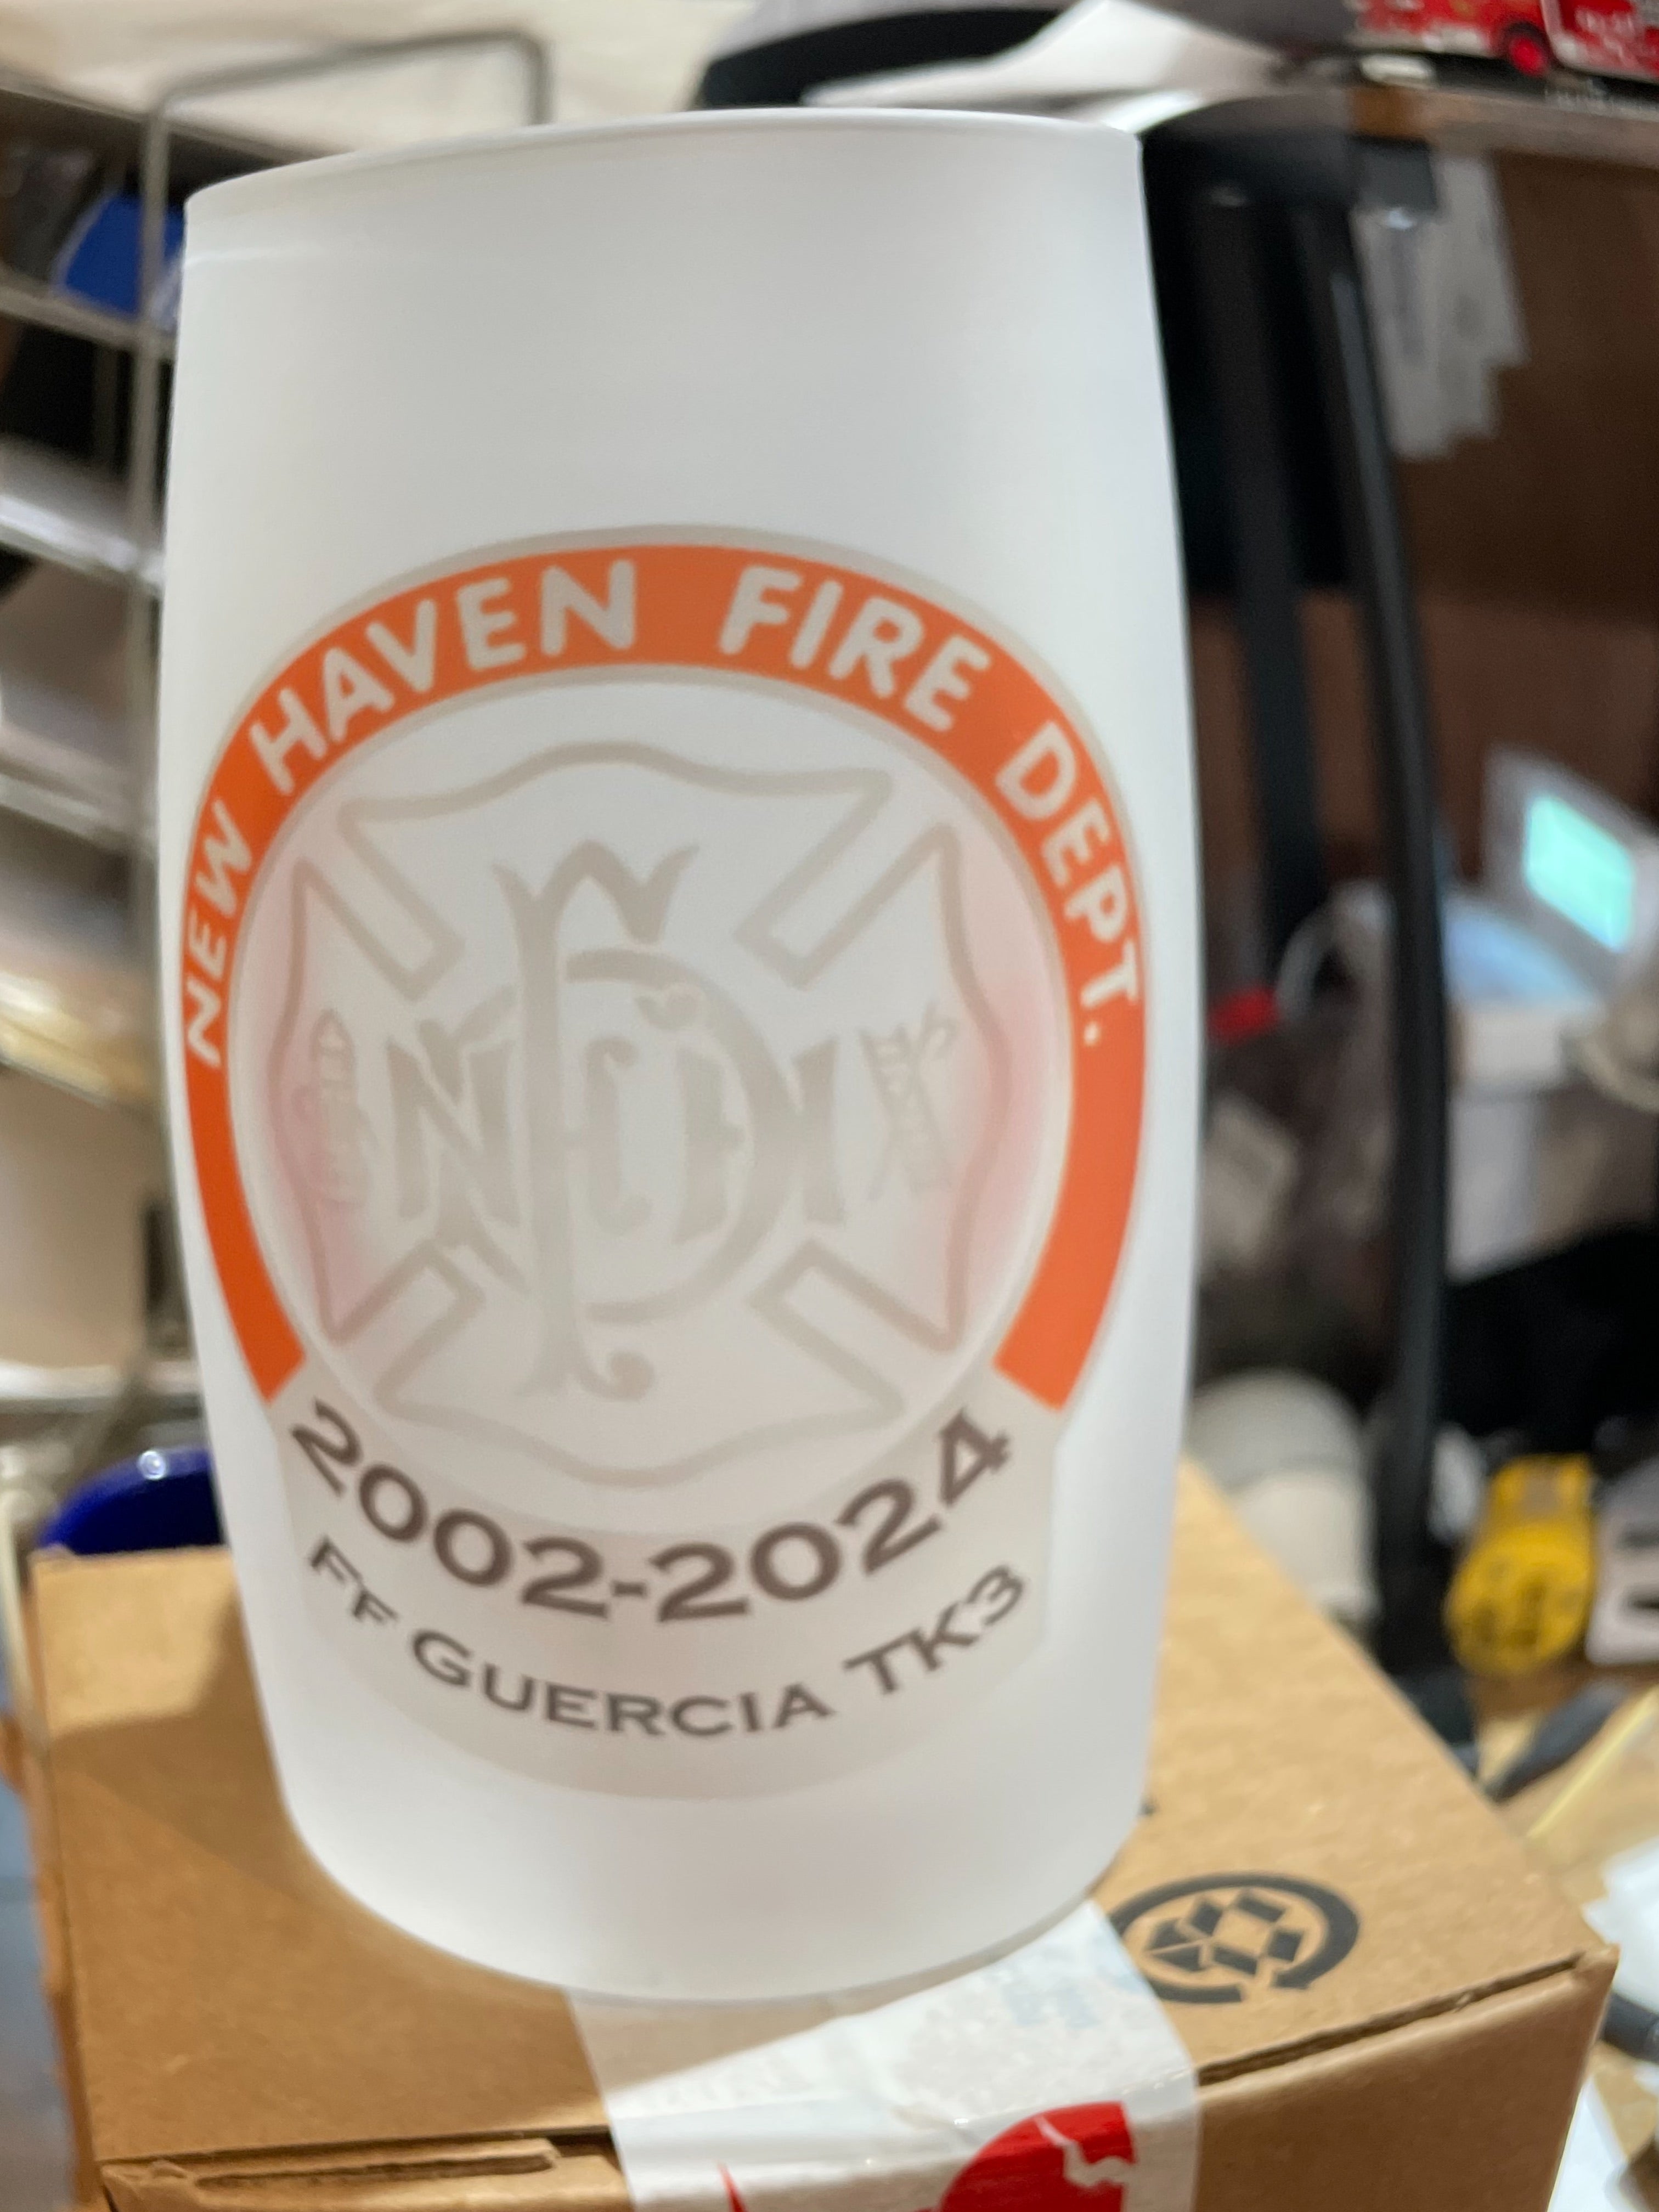 NEW HAVEN FIRE DEPT.
NHFD
2002-2024
FF GUERCIA TK3